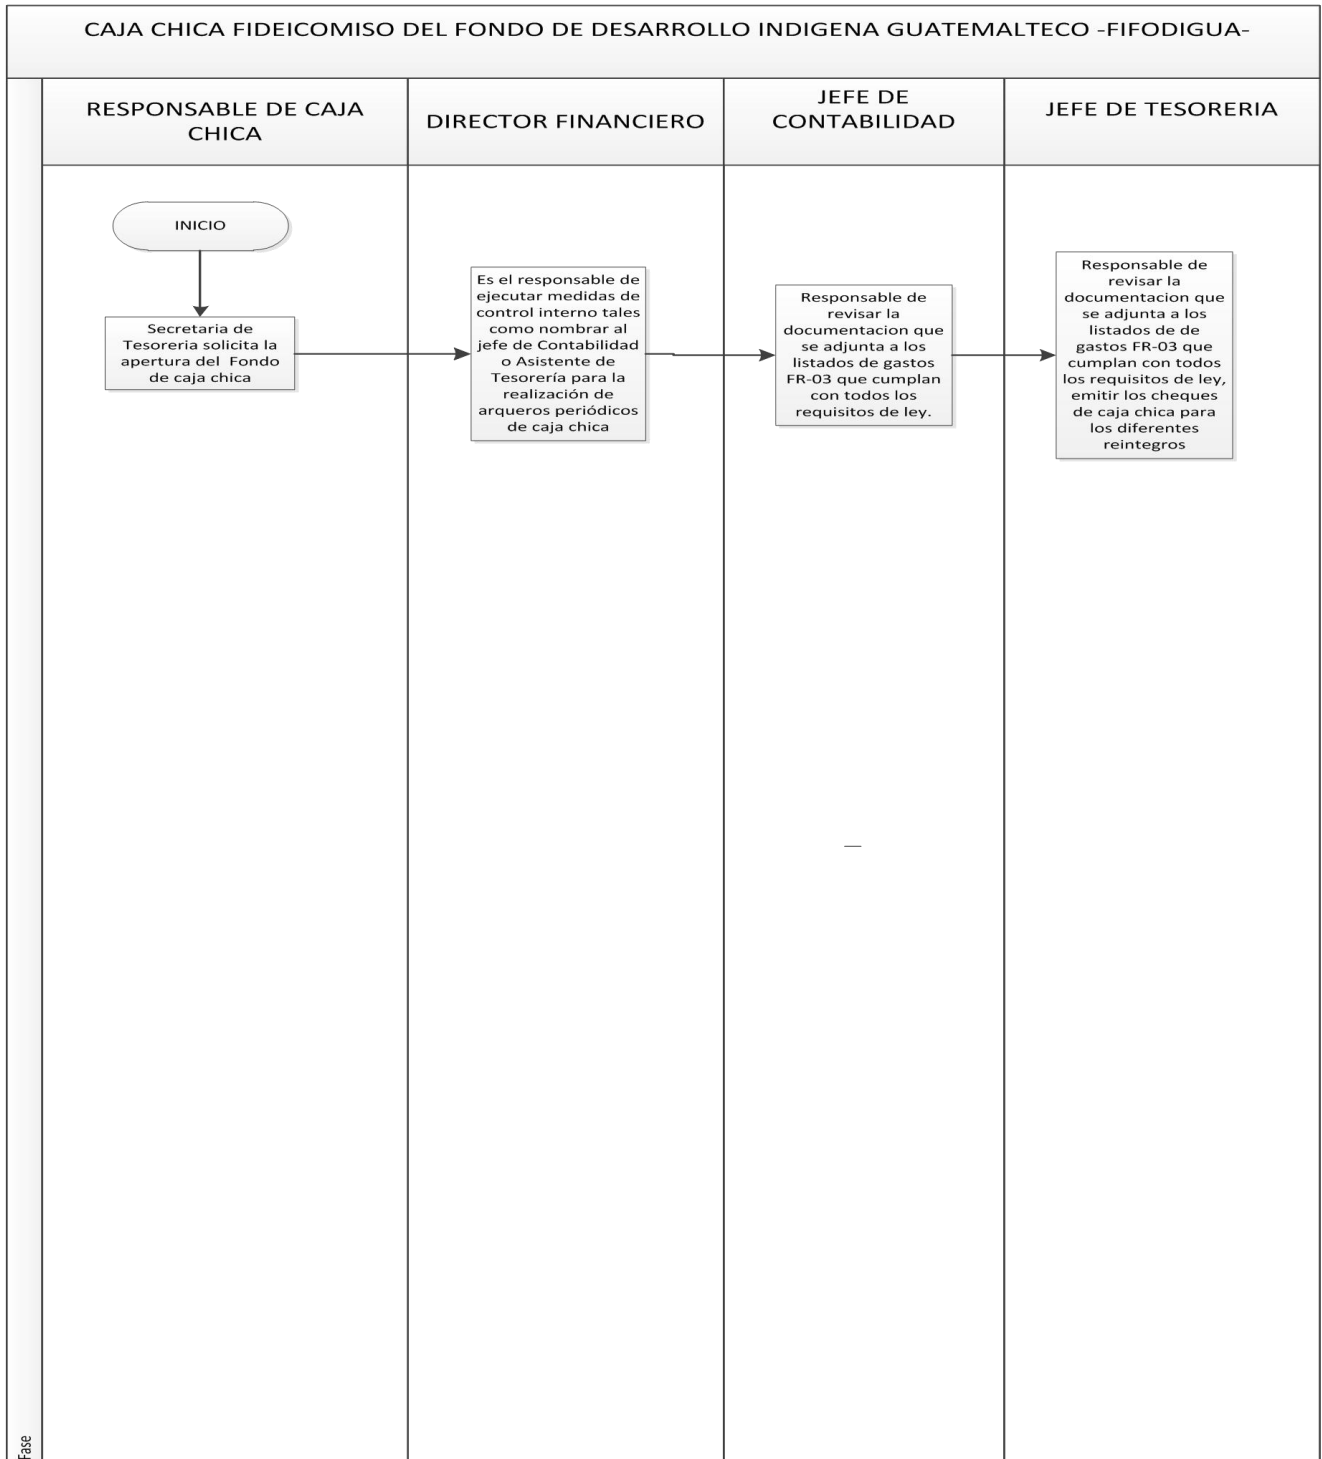 CAJA CHICA FIDEICOMISO DEL FONDO DE DESARROLLO INDIGENA GUATEMALTECO -FIFODIGUA-
RESPONSABLE DE CAJA
CHICA
DIRECTOR FINANCIERO
JEFE DE
CONTABILIDAD
JEFE DE TESORERIA
INICIO
Secretaria de
Tesoreria solicita la
apertura del Fondo
de caja chica
Es el responsable de
ejecutar medidas de
control interno tales
como nombrar al
jefe de Contabilidad
o Asistente de
Tesorería para la
realización de
arqueros periódicos
de caja chica
Responsable de
revisar la
documentacion que
se adjunta a los
listados de gastos
FR-03 que cumplan
con todos los
requisitos de ley.
Responsable de
revisar la
documentacion que
se adjunta a los
listados de de
gastos FR-03 que
cumplan con todos
los requisitos de ley,
emitir los cheques
de caja chica para
los diferentes
reintegros
Fase